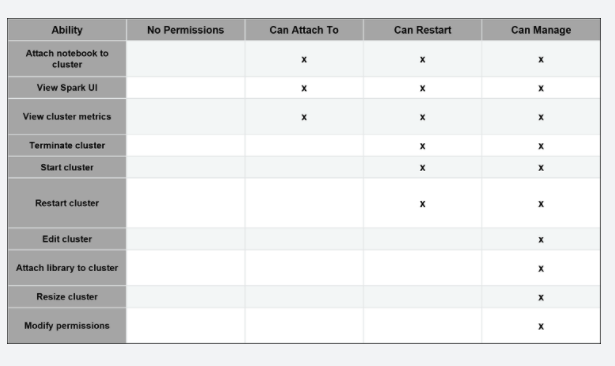 Ability No Permissions Can Attach To Can Restart Can Manage
Attach notebook to
cluster x x x
View Spark UI x x x
View cluster metrics x x x
Terminate cluster x x
Start cluster x x
Restart cluster x x
Edit cluster x
Attach library to cluster x
Resize cluster x
Modify permissions x